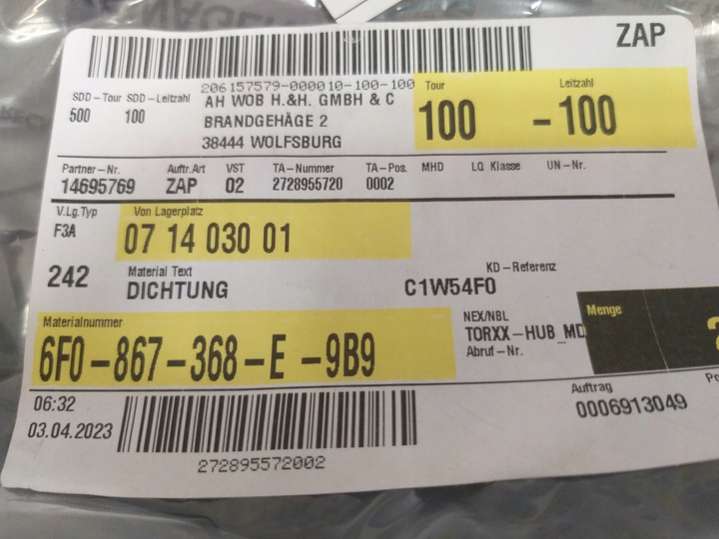 ZAP
206157579-000010-100-100
SDD-Tour SDD-Leitzahl
500 100
AH WOB H.&H. GMBH & C
BRANDGEHÄGE 2
38444 WOLFSBURG
Tour Leitzahl
100 - 100
Partner-Nr. Auftr.Art VST TA-Nummer TA-Pos. MHD LQ Klasse UN-Nr.
14695769 ZAP 02 2728955720 0002
V.Lg.Typ Von Lagerplatz
F3A 07 14 030 01
242 Material Text
DICHTUNG
KD-Referenz
C1W54F0
Materialnummer
6F0-867-368-E -9B9
NEX/NBL
TORXX-HUB_MD
Abruf-Nr.
Menge
06:32
03.04.2023
272895572002
Auftrag
0006913049